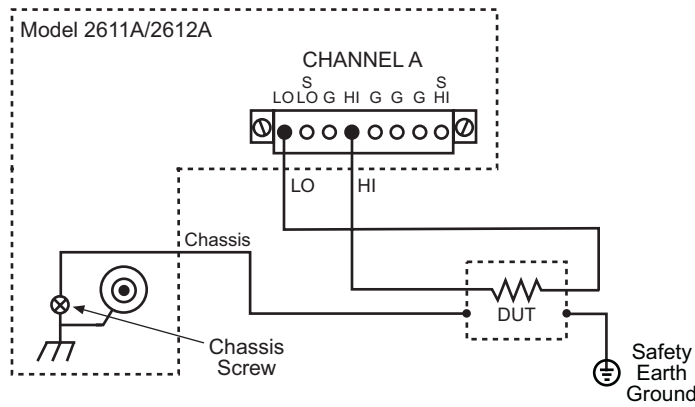 Model 2611A/2612A
CHANNEL A
S S
LO LO G HI G G G HI
LO HI
Chassis
DUT
Chassis
Screw
Safety
Earth
Ground